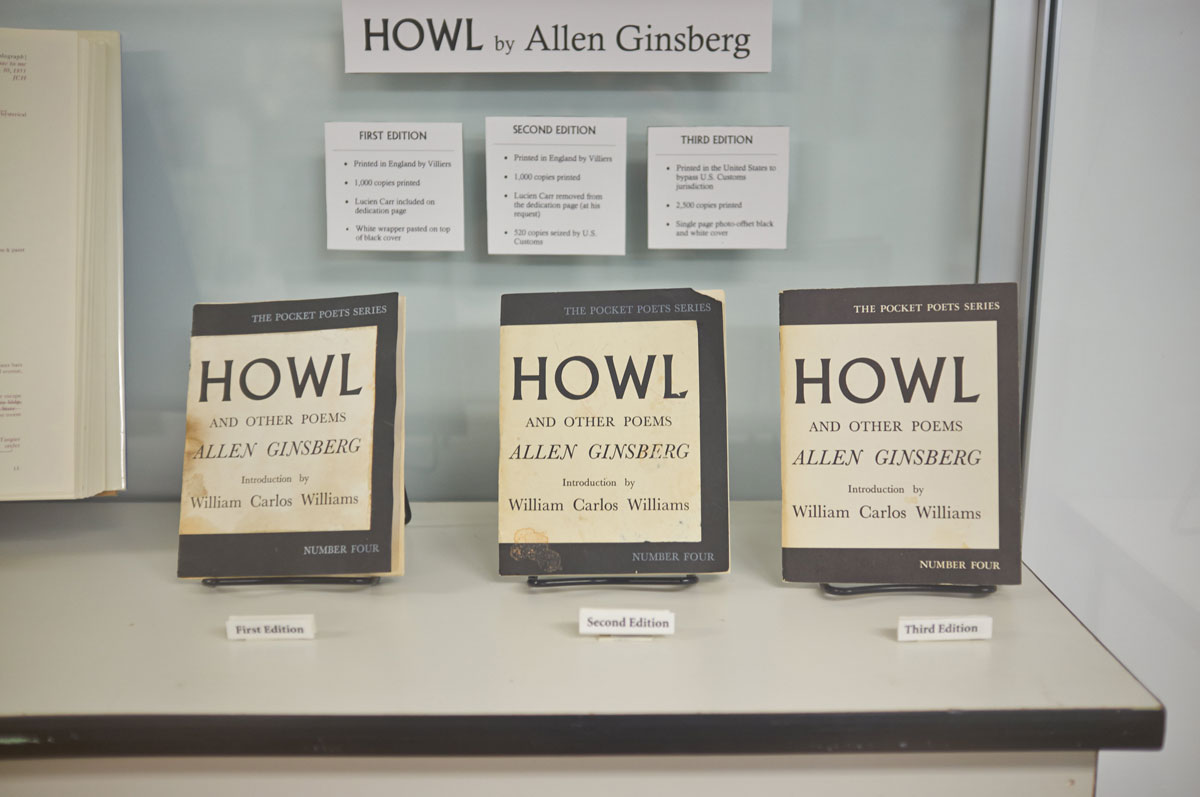 HOWL by Allen Ginsberg
FIRST EDITION
• Printed in England by Villiers
• 1,000 copies printed
• Lucien Carr included on
dedication page
• White wrapper pasted on top
of black cover
SECOND EDITION
• Printed in England by Villiers
• 1,000 copies printed
• Lucien Carr removed from
the dedication page (at his
request)
• 520 copies seized by U.S.
Customs
THIRD EDITION
• Printed in the United States to
bypass U.S. Customs
jurisdiction
• 2,500 copies printed
• Single page photo-offset black
and white cover
THE POCKET POETS SERIES
HOWL
AND OTHER POEMS
ALLEN GINSBERG
Introduction by
William Carlos Williams
NUMBER FOUR
THE POCKET POETS SERIES
HOWL
AND OTHER POEMS
ALLEN GINSBERG
Introduction by
William Carlos Williams
NUMBER FOUR
THE POCKET POETS SERIES
HOWL
AND OTHER POEMS
ALLEN GINSBERG
Introduction by
William Carlos Williams
NUMBER FOUR
First Edition
Second Edition
Third Edition